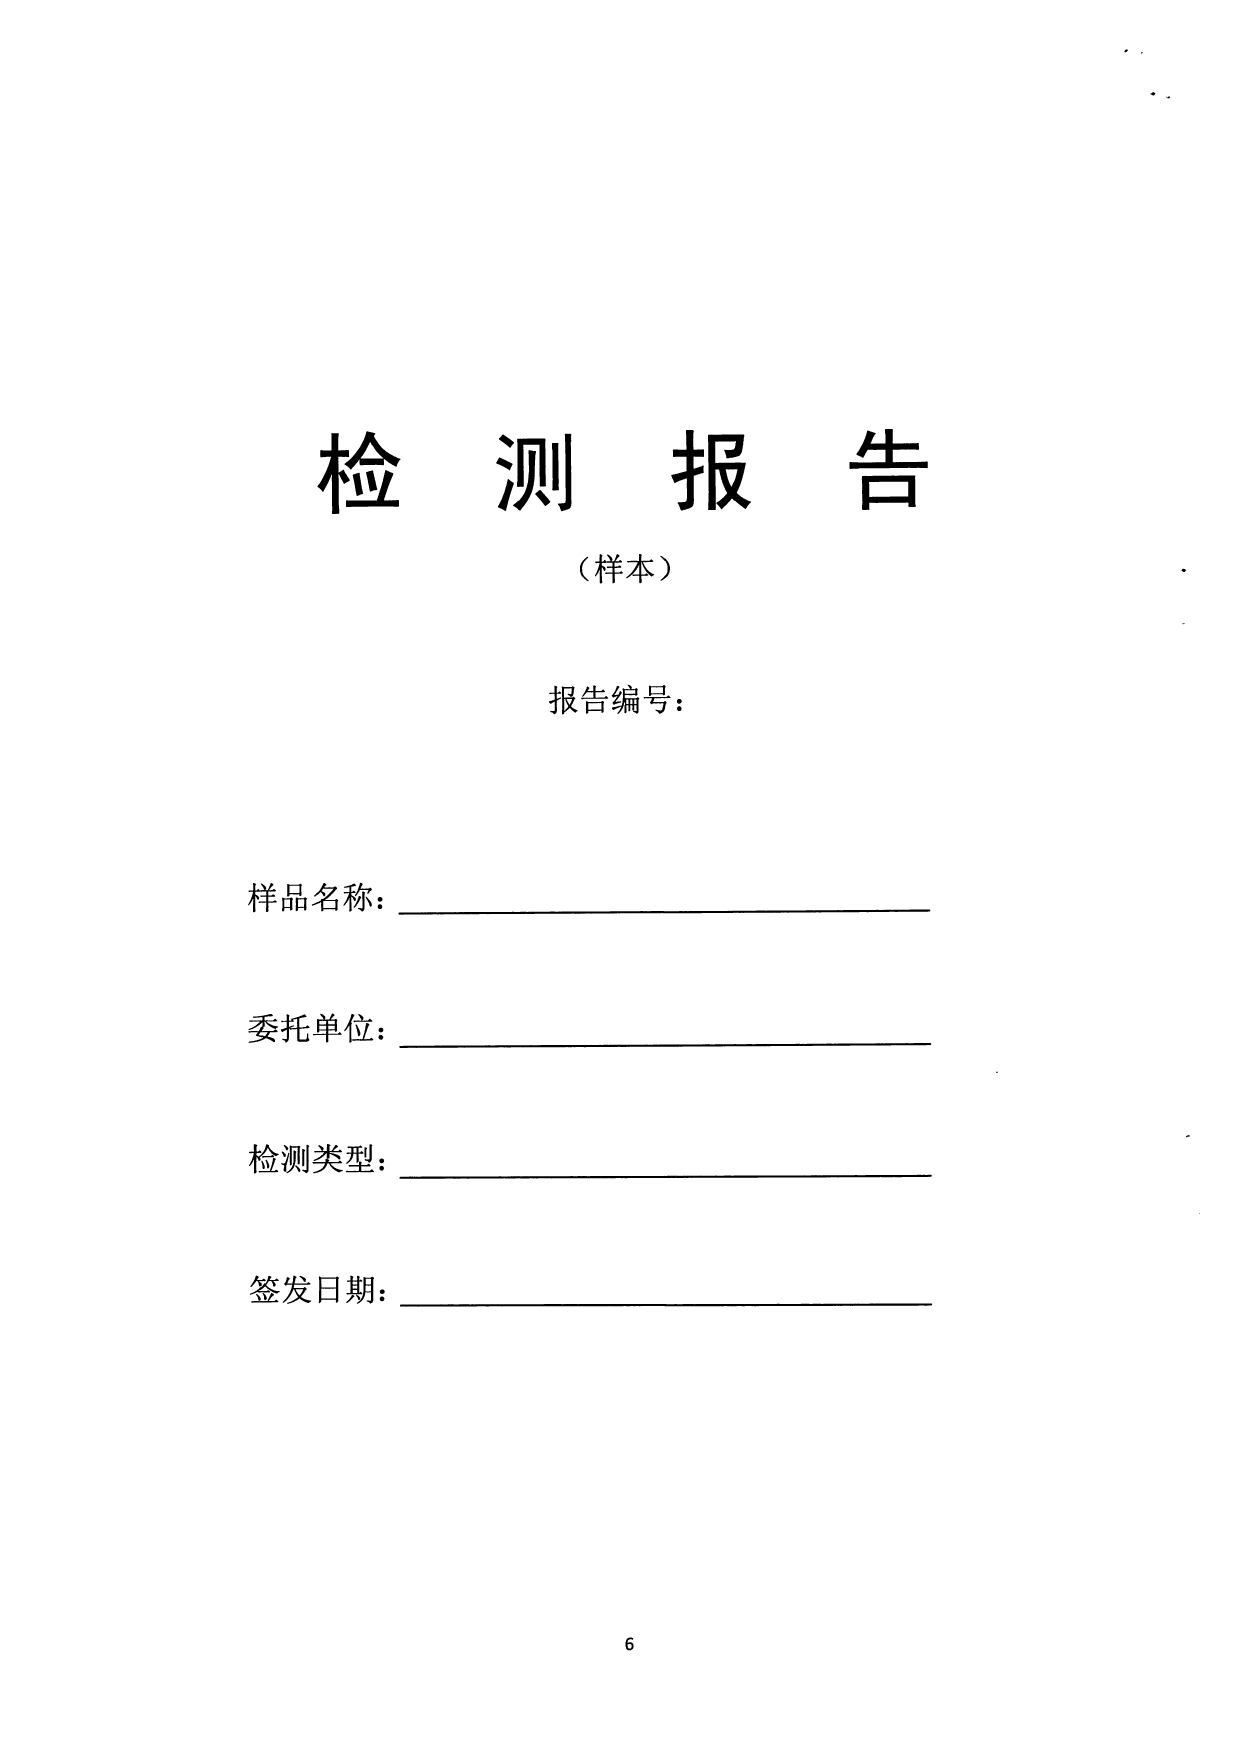 检测报告
（样本）
报告编号：
样品名称：
委托单位：
检测类型：
签发日期：
6